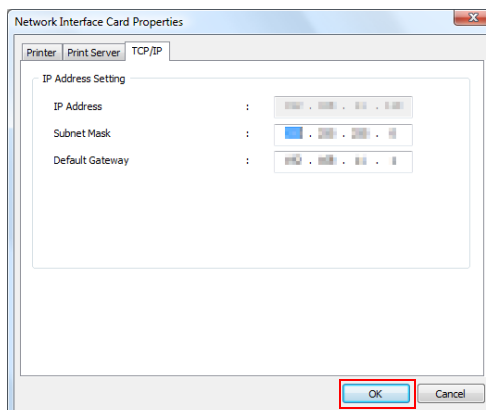 Network Interface Card Properties
Printer Print Server TCP/IP
IP Address Setting
IP Address :
Subnet Mask :
Default Gateway :
OK Cancel